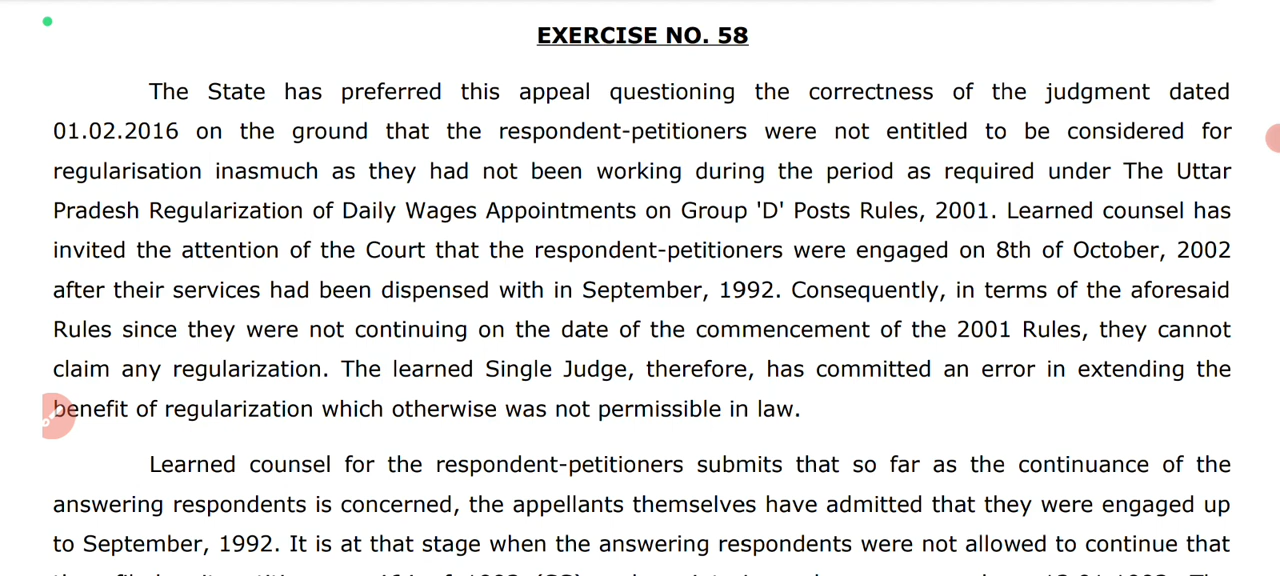 EXERCISE NO. 58
The State has preferred this appeal questioning the correctness of the judgment dated
01.02.2016 on the ground that the respondent-petitioners were not entitled to be considered for
regularisation inasmuch as they had not been working during the period as required under The Uttar
Pradesh Regularization of Daily Wages Appointments on Group 'D' Posts Rules, 2001. Learned counsel has
invited the attention of the Court that the respondent-petitioners were engaged on 8th of October, 2002
after their services had been dispensed with in September, 1992. Consequently, in terms of the aforesaid
Rules since they were not continuing on the date of the commencement of the 2001 Rules, they cannot
claim any regularization. The learned Single Judge, therefore, has committed an error in extending the
benefit of regularization which otherwise was not permissible in law.
Learned counsel for the respondent-petitioners submits that so far as the continuance of the
answering respondents is concerned, the appellants themselves have admitted that they were engaged up
to September, 1992. It is at that stage when the answering respondents were not allowed to continue that